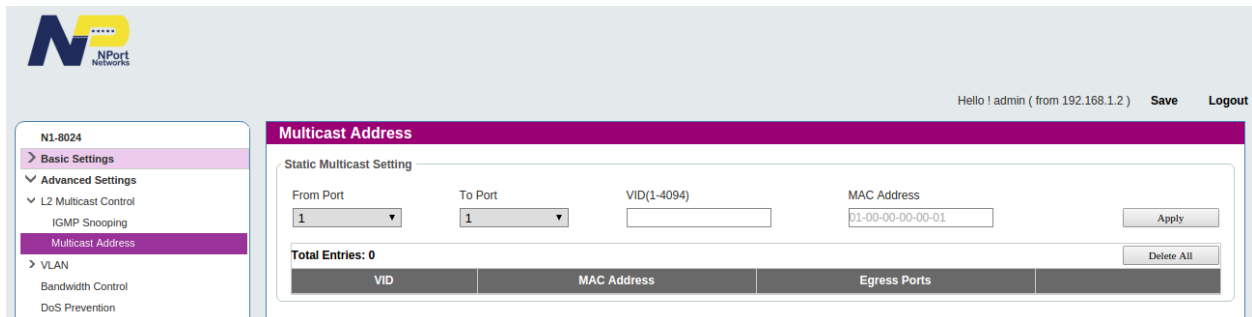 NPort
Networks
Hello ! admin ( from 192.168.1.2 ) Save Logout
N1-8024
Basic Settings
Advanced Settings
L2 Multicast Control
IGMP Snooping
Multicast Address
VLAN
Bandwidth Control
DoS Prevention
Multicast Address
Static Multicast Setting
From Port To Port VID(1-4094) MAC Address
1 1 01-00-00-00-00-01 Apply
Total Entries: 0 Delete All
VID MAC Address Egress Ports